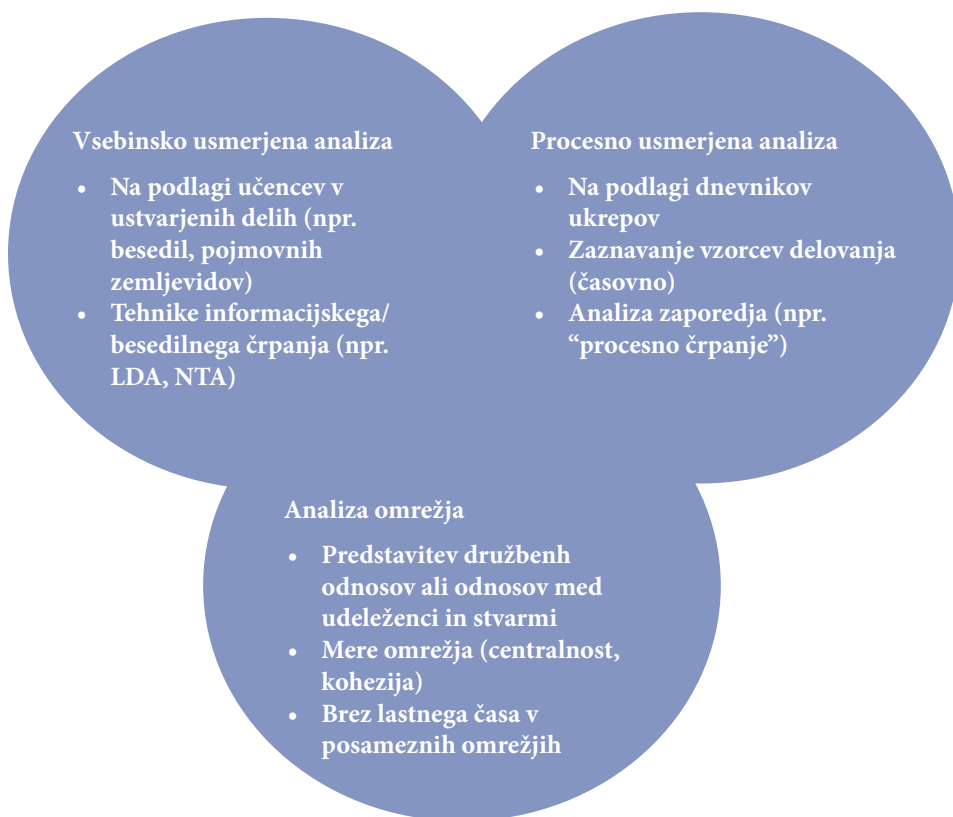 Vsebinsko usmerjena analiza
• Na podlagi učencev v
ustvarjenih delih (npr.
besedil, pojmovnih
zemljevidov)
• Tehnike informacijskega/
besedilnega črpanja (npr.
LDA, NTA)
Procesno usmerjena analiza
• Na podlagi dnevnikov
ukrepov
• Zaznavanje vzorcev delovanja
(časovno)
• Analiza zaporedja (npr.
“procesno črpanje”)
Analiza omrežja
• Predstavitev družbenh
odnosov ali odnosov med
udeleženci in stvarmi
• Mere omrežja (centralnost,
kohezija)
• Brez lastnega časa v
posameznih omrežjih